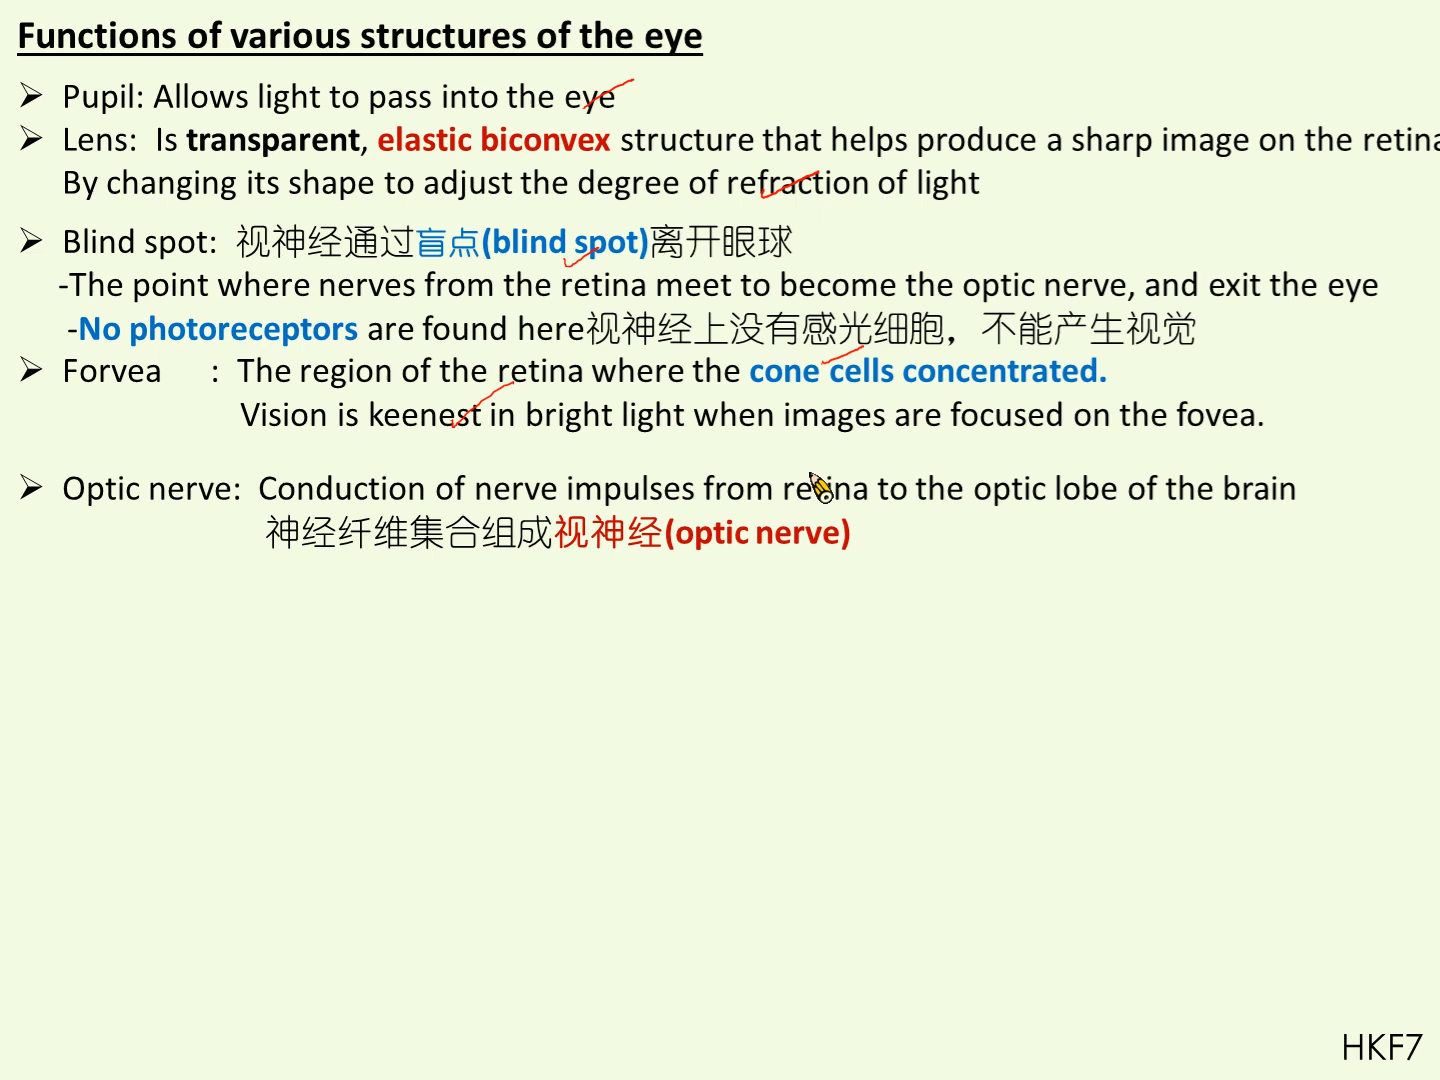 Functions of various structures of the eye
➢ Pupil: Allows light to pass into the eye
➢ Lens: Is transparent, elastic biconvex structure that helps produce a sharp image on the retina
By changing its shape to adjust the degree of refraction of light
➢ Blind spot: 视神经通过盲点(blind spot)离开眼球
-The point where nerves from the retina meet to become the optic nerve, and exit the eye
-No photoreceptors are found here视神经上没有感光细胞，不能产生视觉
➢ Forvea : The region of the retina where the cone cells concentrated.
Vision is keenest in bright light when images are focused on the fovea.
➢ Optic nerve: Conduction of nerve impulses from retina to the optic lobe of the brain
神经纤维集合组成视神经(optic nerve)
HKF7